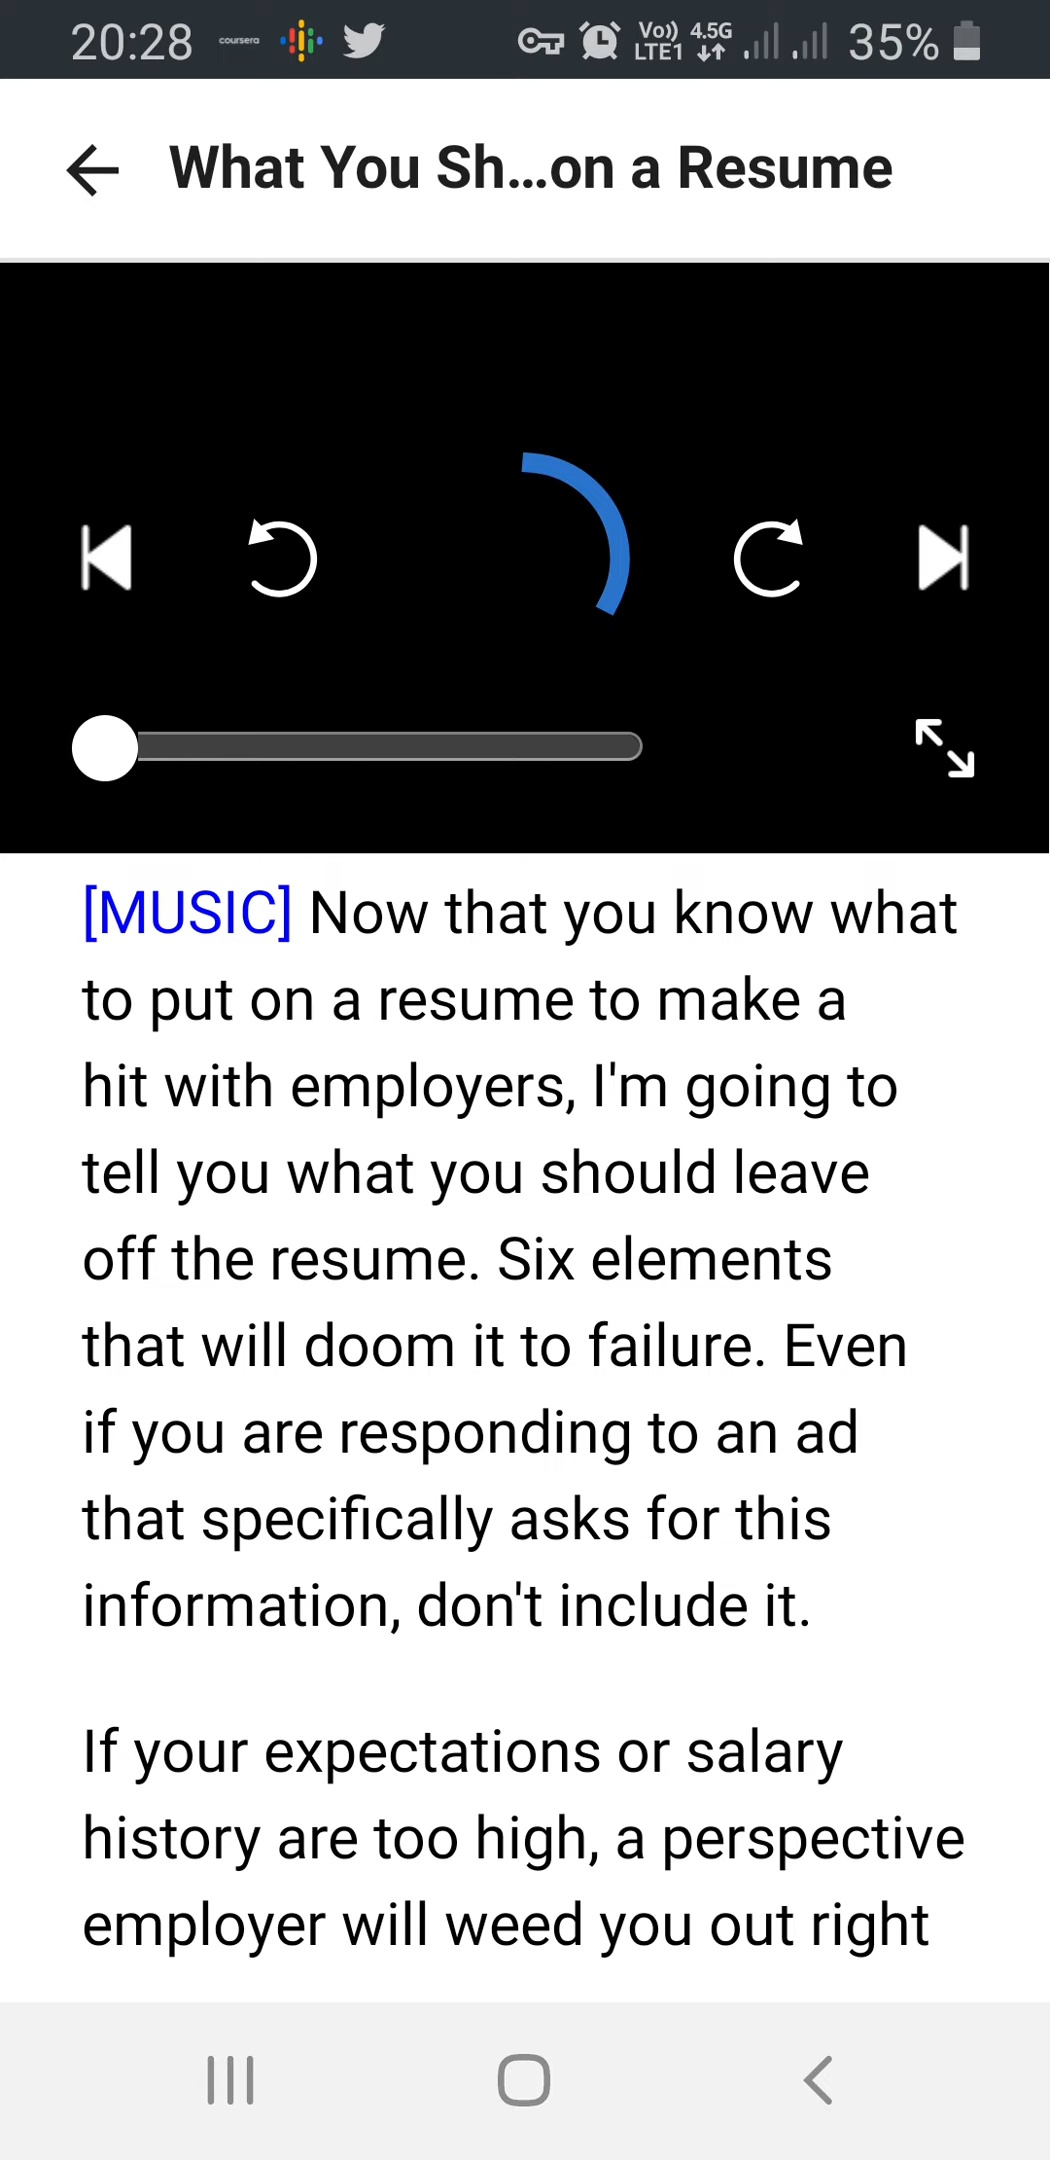 20:28 coursera Vo)) LTE1 4.5G 35%
What You Sh...on a Resume
[MUSIC] Now that you know what
to put on a resume to make a
hit with employers, I'm going to
tell you what you should leave
off the resume. Six elements
that will doom it to failure. Even
if you are responding to an ad
that specifically asks for this
information, don't include it.
If your expectations or salary
history are too high, a perspective
employer will weed you out right